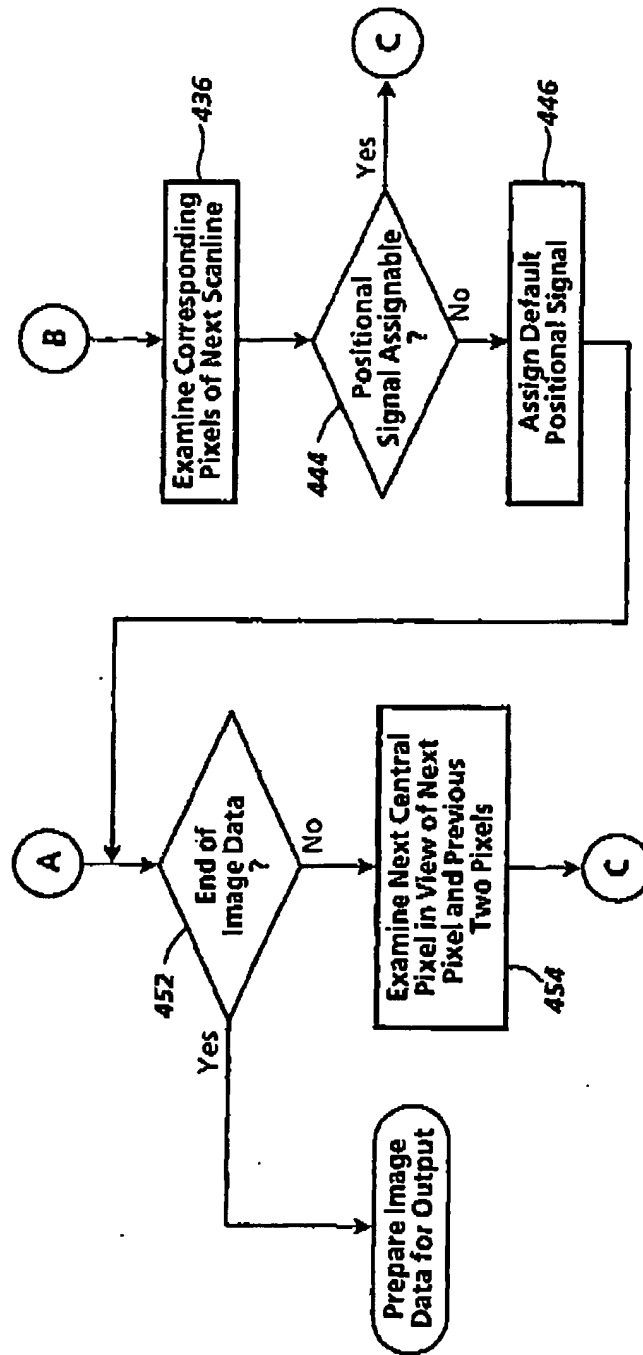 A
452
End of
Image Data
?
Yes
No
Prepare Image
Data for Output
Examine Next Central
Pixel in View of Next
Pixel and Previous
Two Pixels
454
C
B
436
Examine Corresponding
Pixels of Next Scanline
444
Positional
Signal Assignable
?
Yes
C
No
446
Assign Default
Positional Signal